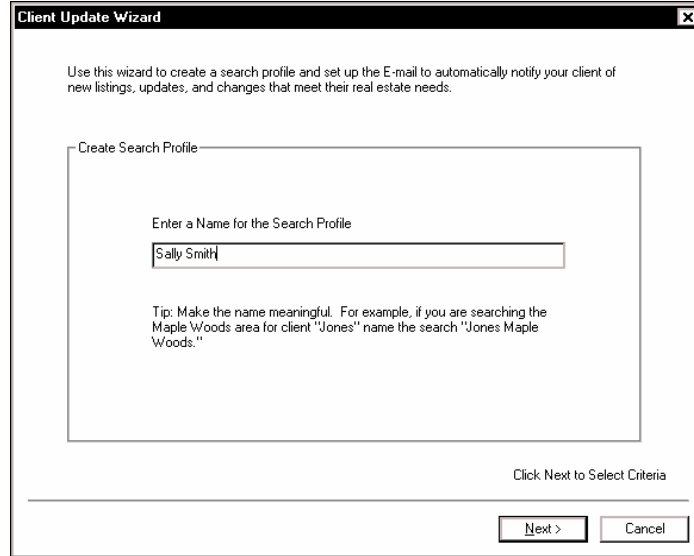 Client Update Wizard
Use this wizard to create a search profile and set up the E-mail to automatically notify your client of
new listings, updates, and changes that meet their real estate needs.
Create Search Profile
Enter a Name for the Search Profile
Sally Smith
Tip: Make the name meaningful. For example, if you are searching the
Maple Woods area for client "Jones" name the search "Jones Maple
Woods."
Click Next to Select Criteria
Next >
Cancel